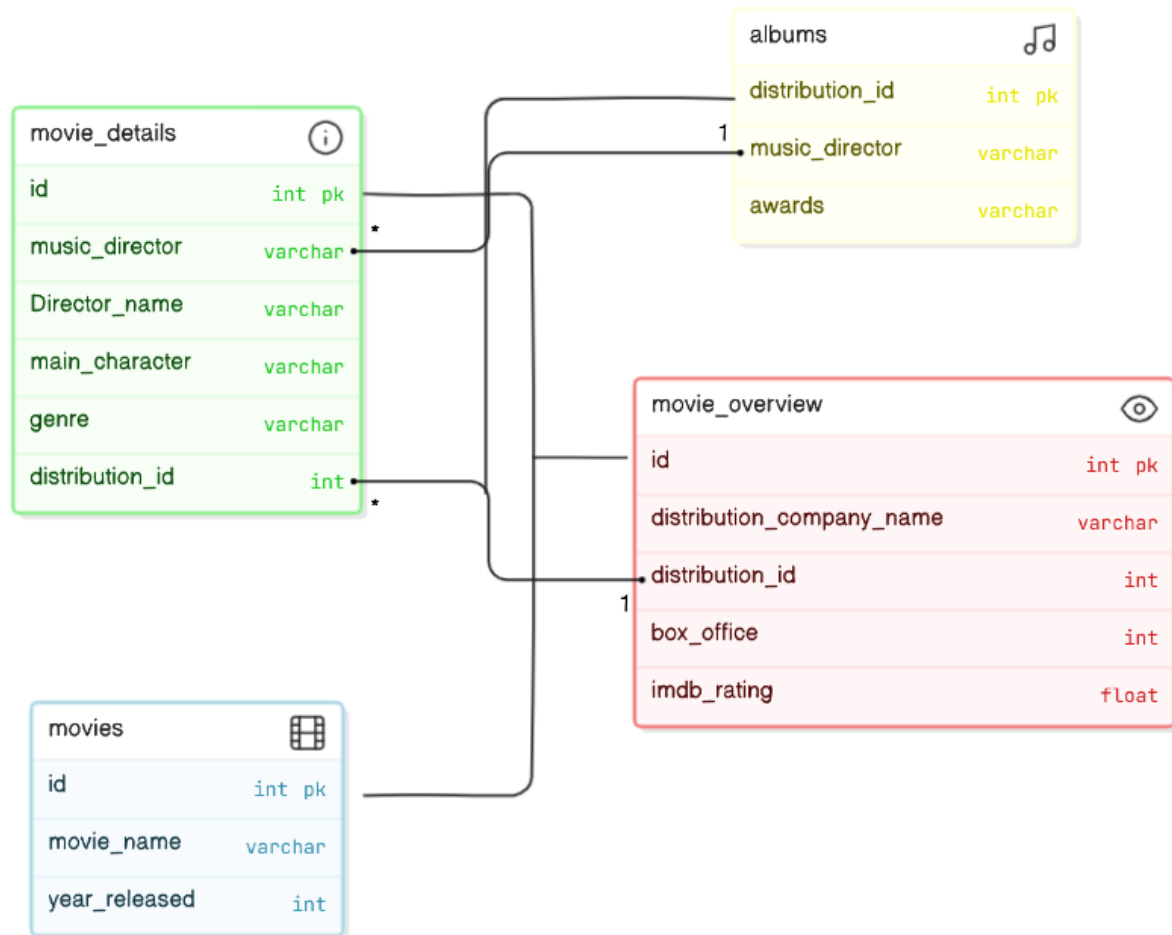 albums
distribution_id int pk
1
music_director varchar
awards varchar
movie_details
id int pk
*
music_director varchar
Director_name varchar
main_character varchar
genre varchar
distribution_id int
*
movie_overview
id int pk
distribution_company_name varchar
distribution_id int
1
box_office int
imdb_rating float
movies
id int pk
movie_name varchar
year_released int